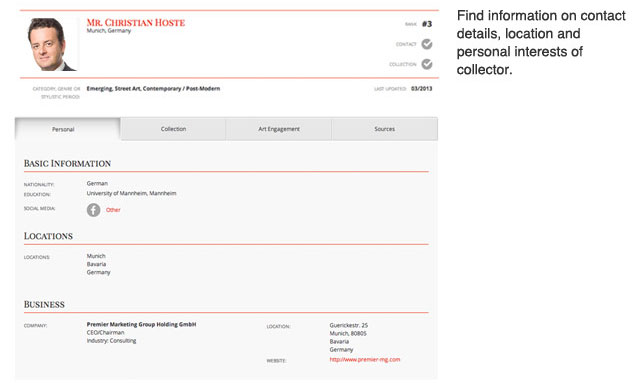 MR. CHRISTIAN HOSTE
Munich, Germany
RANK #3
CONTACT
COLLECTION
CATEGORY, GENRE OR STYLISTIC PERIOD: Emerging, Street Art, Contemporary / Post-Modern
LAST UPDATED: 03/2013
Find information on contact
details, location and
personal interests of
collector.
Personal Collection Art Engagement Sources
BASIC INFORMATION
NATIONALITY: German
EDUCATION: University of Mannheim, Mannheim
SOCIAL MEDIA: f Other
LOCATIONS
LOCATIONS: Munich
Bavaria
Germany
BUSINESS
COMPANY: Premier Marketing Group Holding GmbH
CEO/Chairman
Industry: Consulting
LOCATION: Guerickestr. 25
Munich, 80805
Bavaria
Germany
WEBSITE: http://www.premier-mg.com